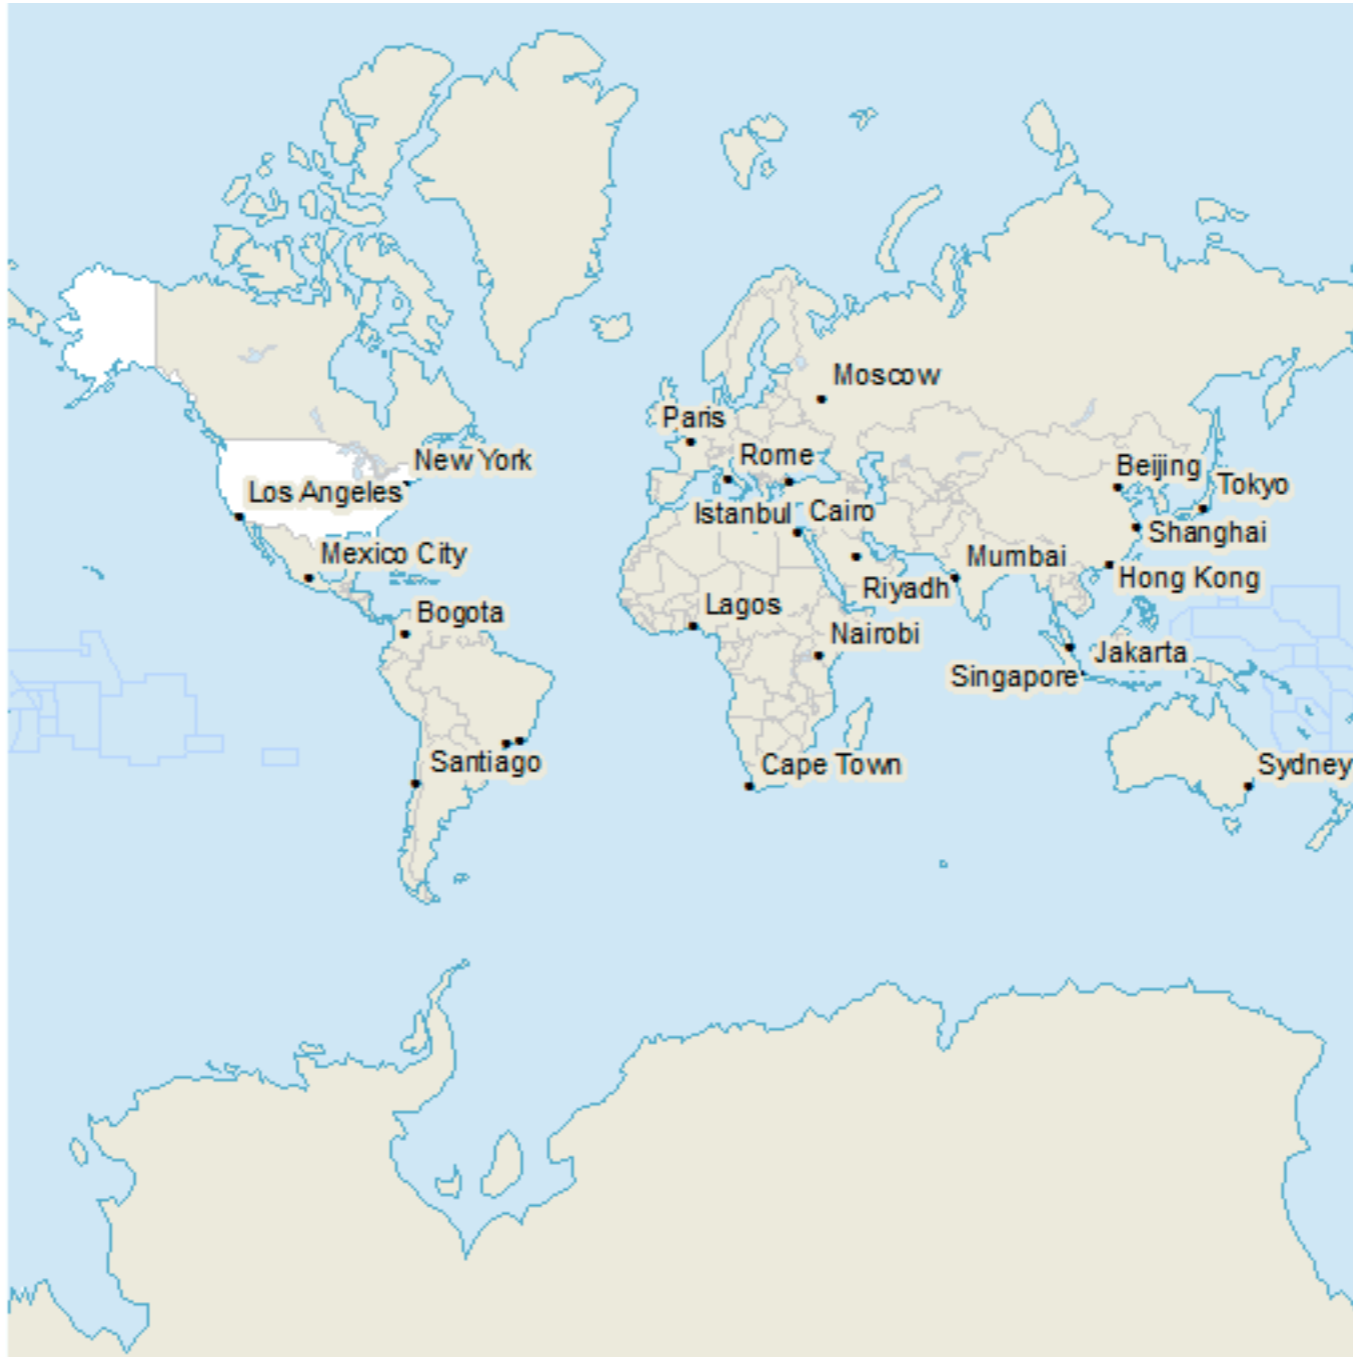 Moscow
Paris
Rome
New York
Beijing
Tokyo
Los Angeles
Istanbul
Cairo
Shanghai
Mexico City
Mumbai
Hong Kong
Riyadh
Lagos
Bogota
Nairobi
Jakarta
Singapore
Santiago
Cape Town
Sydney